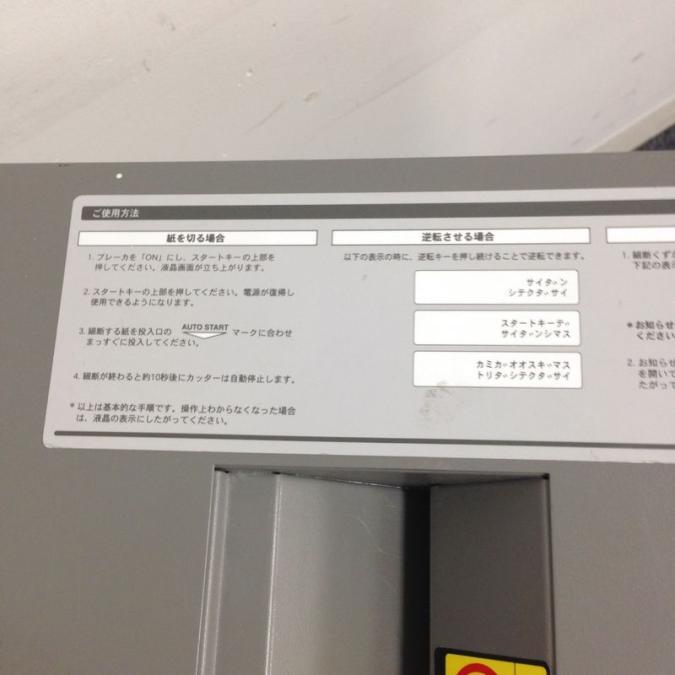 ご使用方法
紙を切る場合
1. ブレーカを「ON」にし、スタートキーの上部を
押してください。液晶画面が立ち上がります。
2. スタートキーの上部を押してください。電源が復帰し
使用できるようになります。
3. 細断する紙を投入口の AUTO START マークに合わせ
まっすぐに投入してください。
4. 細断が終わると約10秒後にカッターは自動停止します。
* 以上は基本的な手順です。操作上わからなくなった場合
は、液晶の表示にしたがってください。
逆転させる場合
以下の表示の時に、逆転キーを押し続けることで逆転できます。
サイダン
シテクダサイ
スタートキーデ
サイダンシマス
カミガオオスギマス
トリダシテクダサイ
1. 細断くず
下記の表示
* お知らせ
ください
2. お知らせ
を開いて
たがって